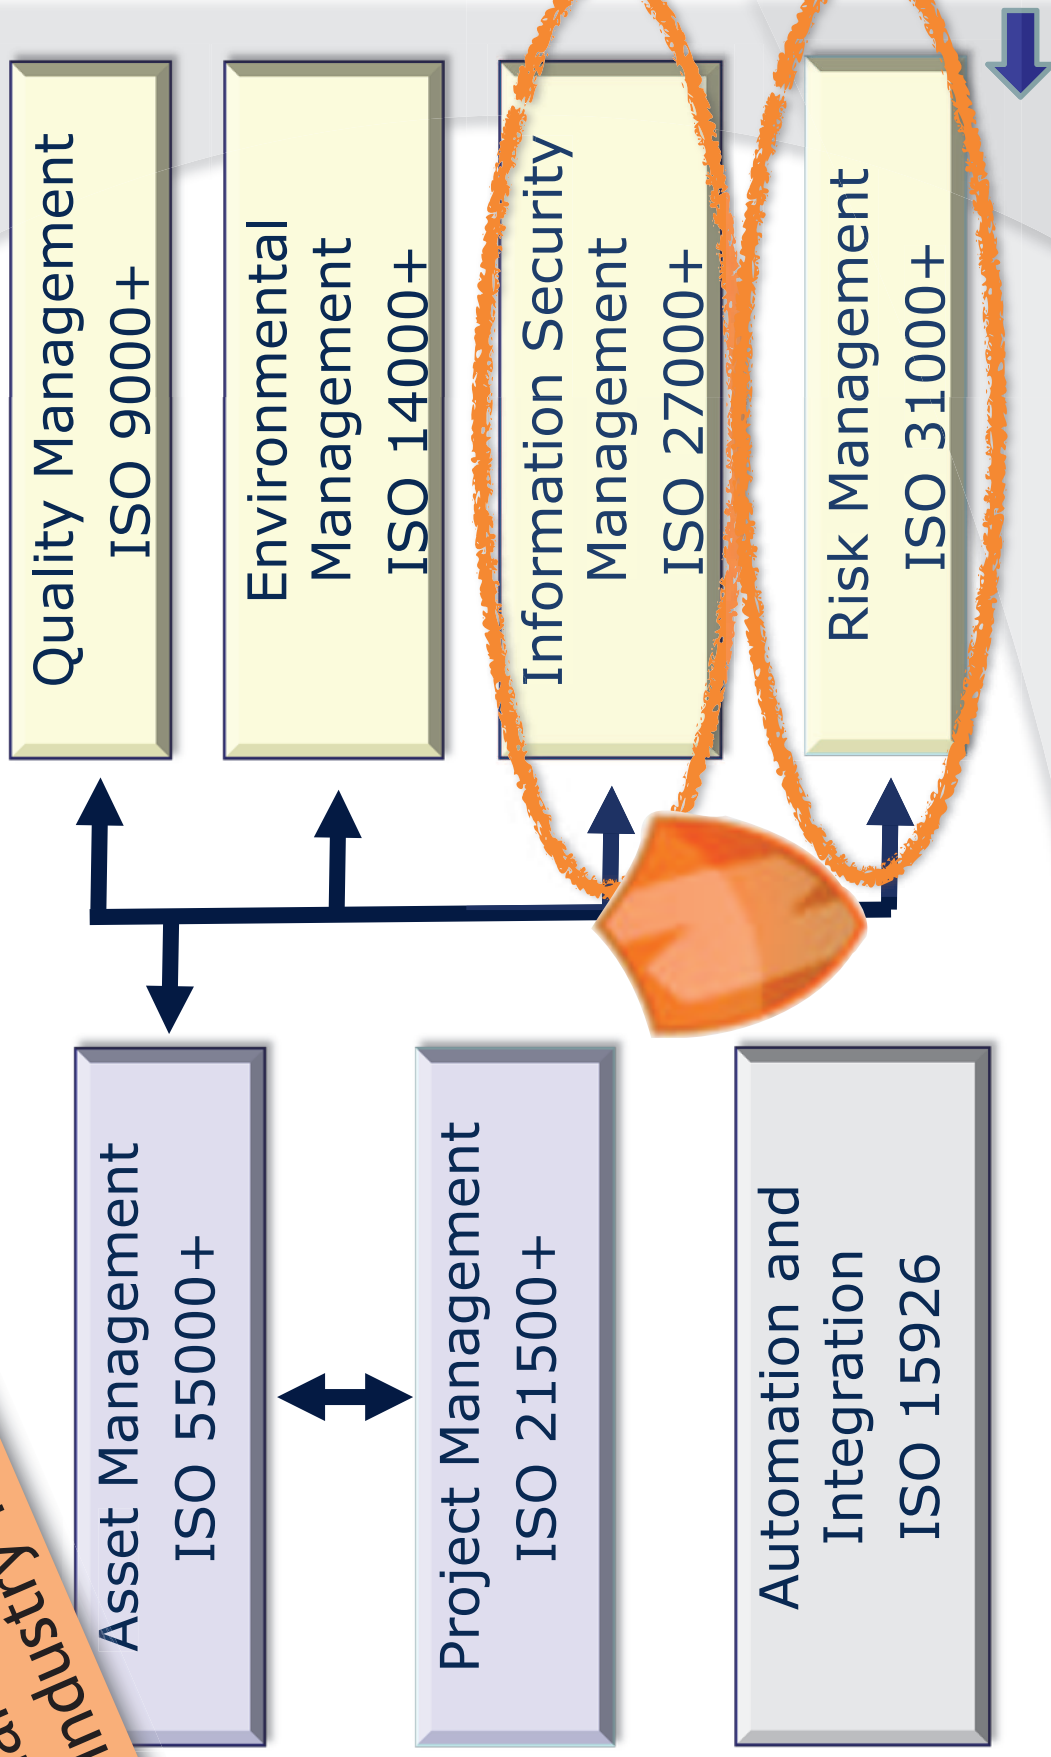 Quality Management
ISO 9000+
Environmental
Management
ISO 14000+
Information Security
Management
ISO 27000+
Risk Management
ISO 31000+
Asset Management
ISO 55000+
Project Management
ISO 21500+
Automation and
Integration
ISO 15926
Industry